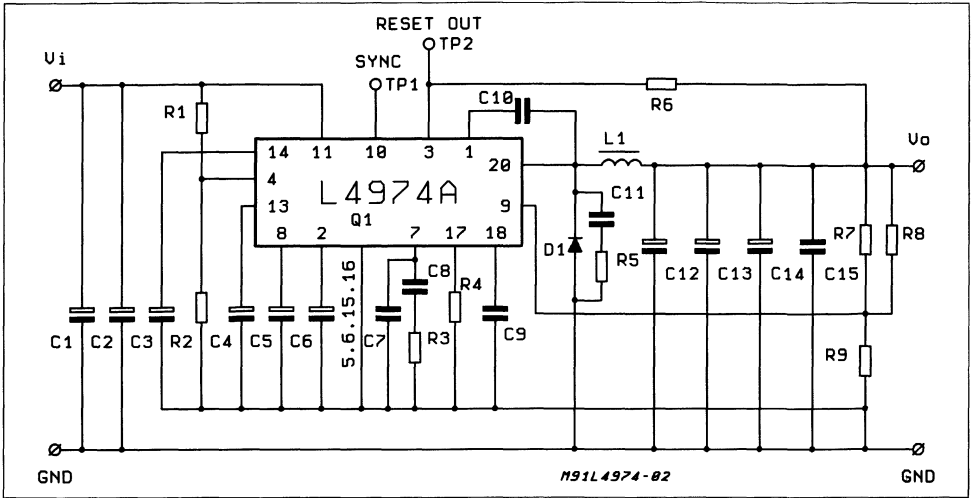 RESET OUT
TP2
SYNC
TP1
Vi
C10
R6
R1
Vo
L1
14 11 10 3 1
20
4
L4974A
13
Q1
9
8 2 7 17 18
C11
D1
R5
R7
R8
5.6.15.16
C8
R4
C12 C13 C14 C15
C1 C2 C3 R2 C4 C5 C6 C7 R3 C9
R9
GND
M91L4974-02
GND